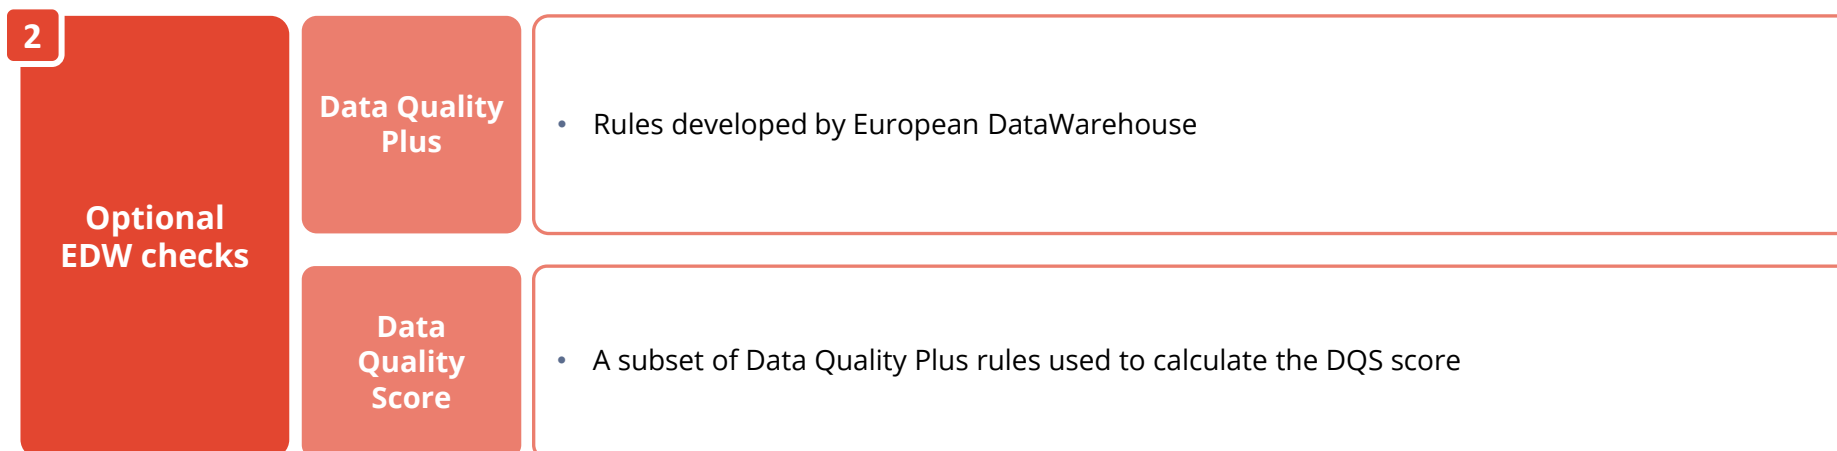 2
Optional
EDW checks
Data Quality
Plus
• Rules developed by European DataWarehouse
Data
Quality
Score
• A subset of Data Quality Plus rules used to calculate the DQS score